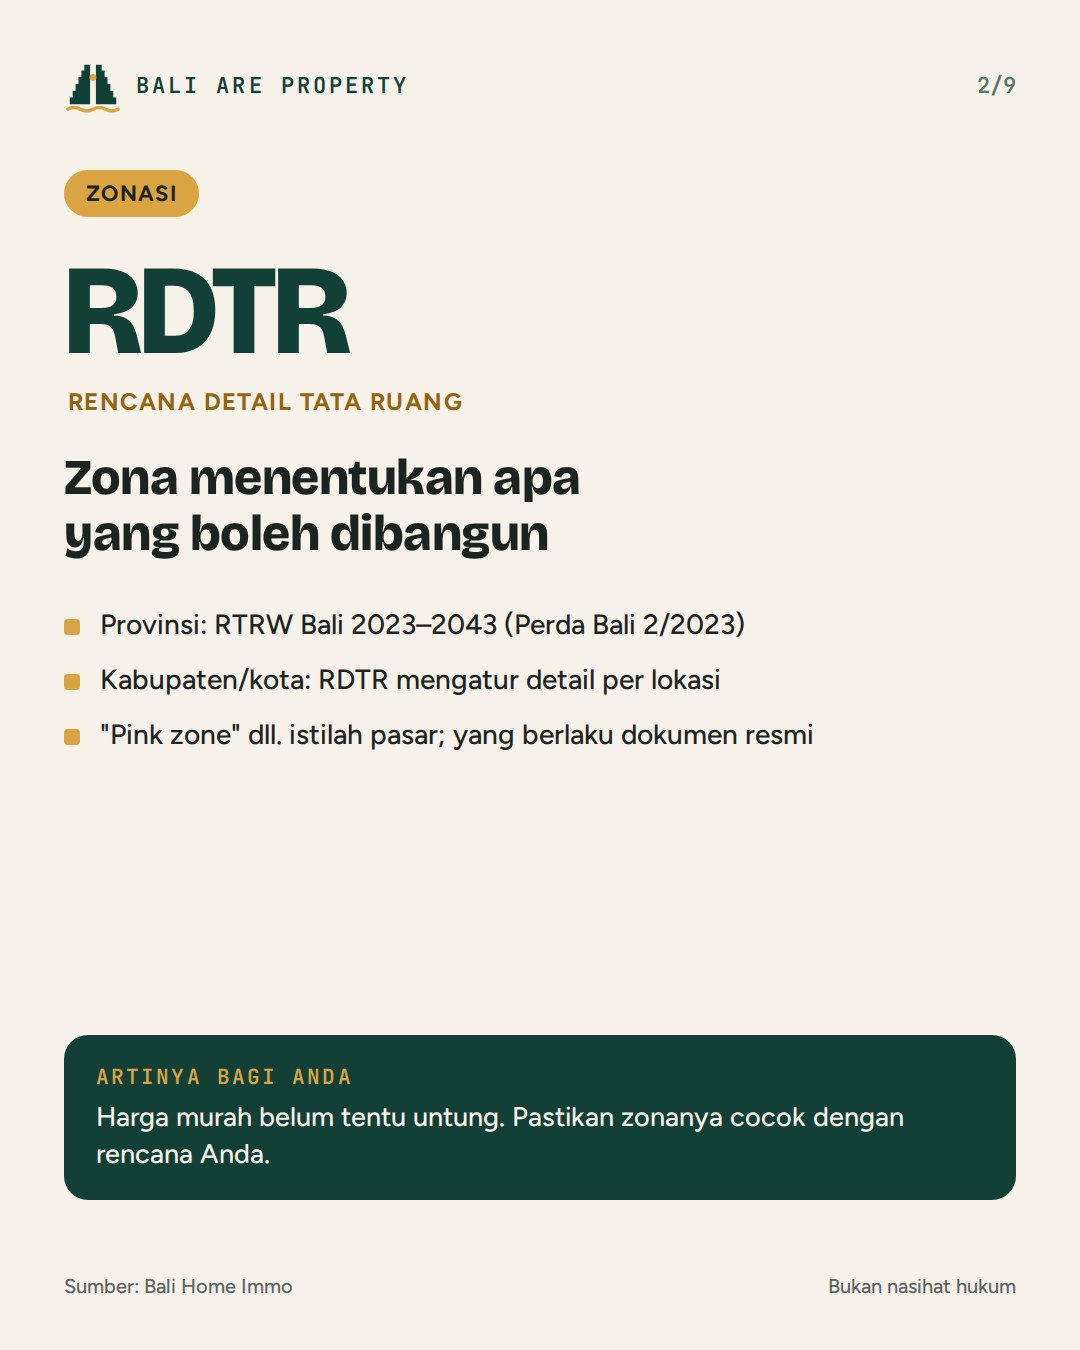 BALI ARE PROPERTY
2/9
ZONASI
RDTR
RENCANA DETAIL TATA RUANG
Zona menentukan apa
yang boleh dibangun
Provinsi: RTRW Bali 2023–2043 (Perda Bali 2/2023)
Kabupaten/kota: RDTR mengatur detail per lokasi
"Pink zone" dll. istilah pasar; yang berlaku dokumen resmi
ARTINYA BAGI ANDA
Harga murah belum tentu untung. Pastikan zonanya cocok dengan
rencana Anda.
Sumber: Bali Home Immo
Bukan nasihat hukum